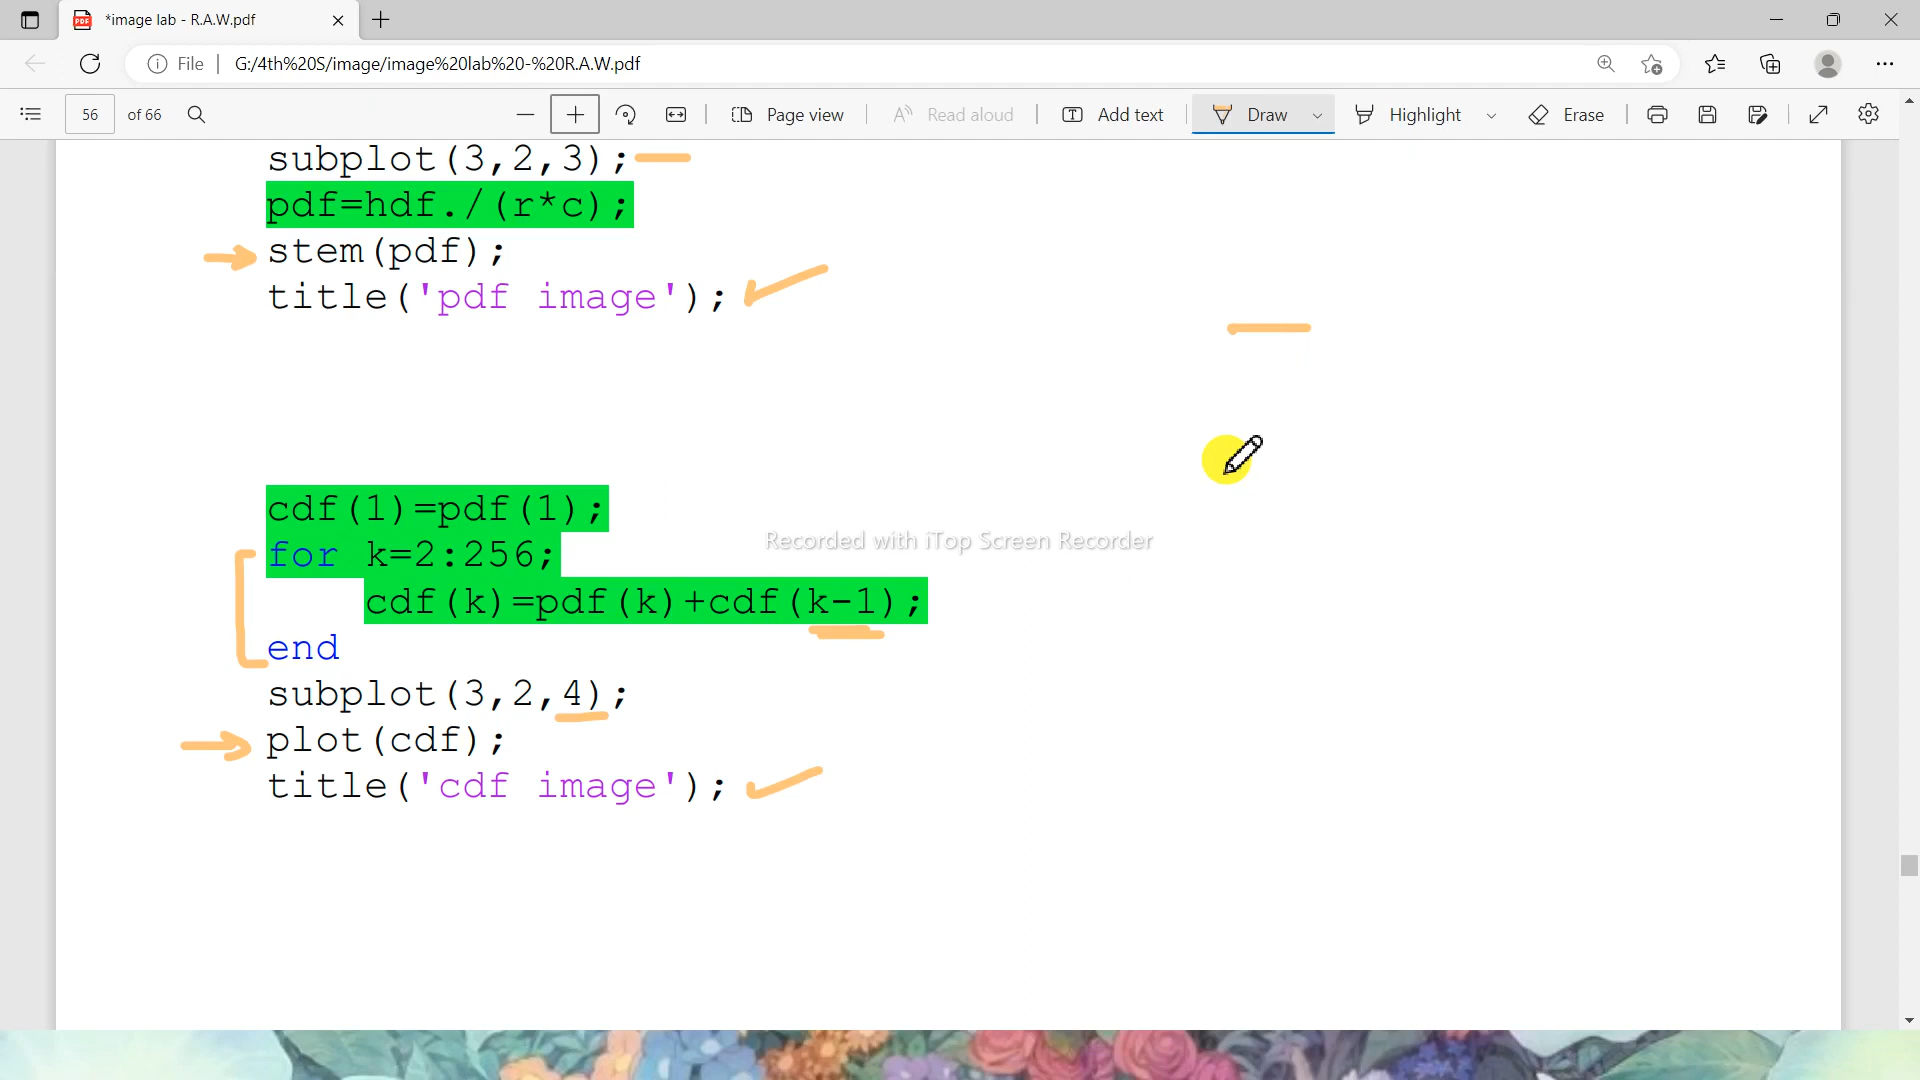 *image lab - R.A.W.pdf
File
G:/4th%20S/image/image%20lab%20-%20R.A.W.pdf
56 of 66
Page view
Read aloud
Add text
Draw
Highlight
Erase
subplot(3,2,3);
pdf=hdf./(r*c);
stem(pdf);
title('pdf image');
cdf(1)=pdf(1);
Recorded with iTop Screen Recorder
for k=2:256;
cdf(k)=pdf(k)+cdf(k-1);
end
subplot(3,2,4);
plot(cdf);
title('cdf image');